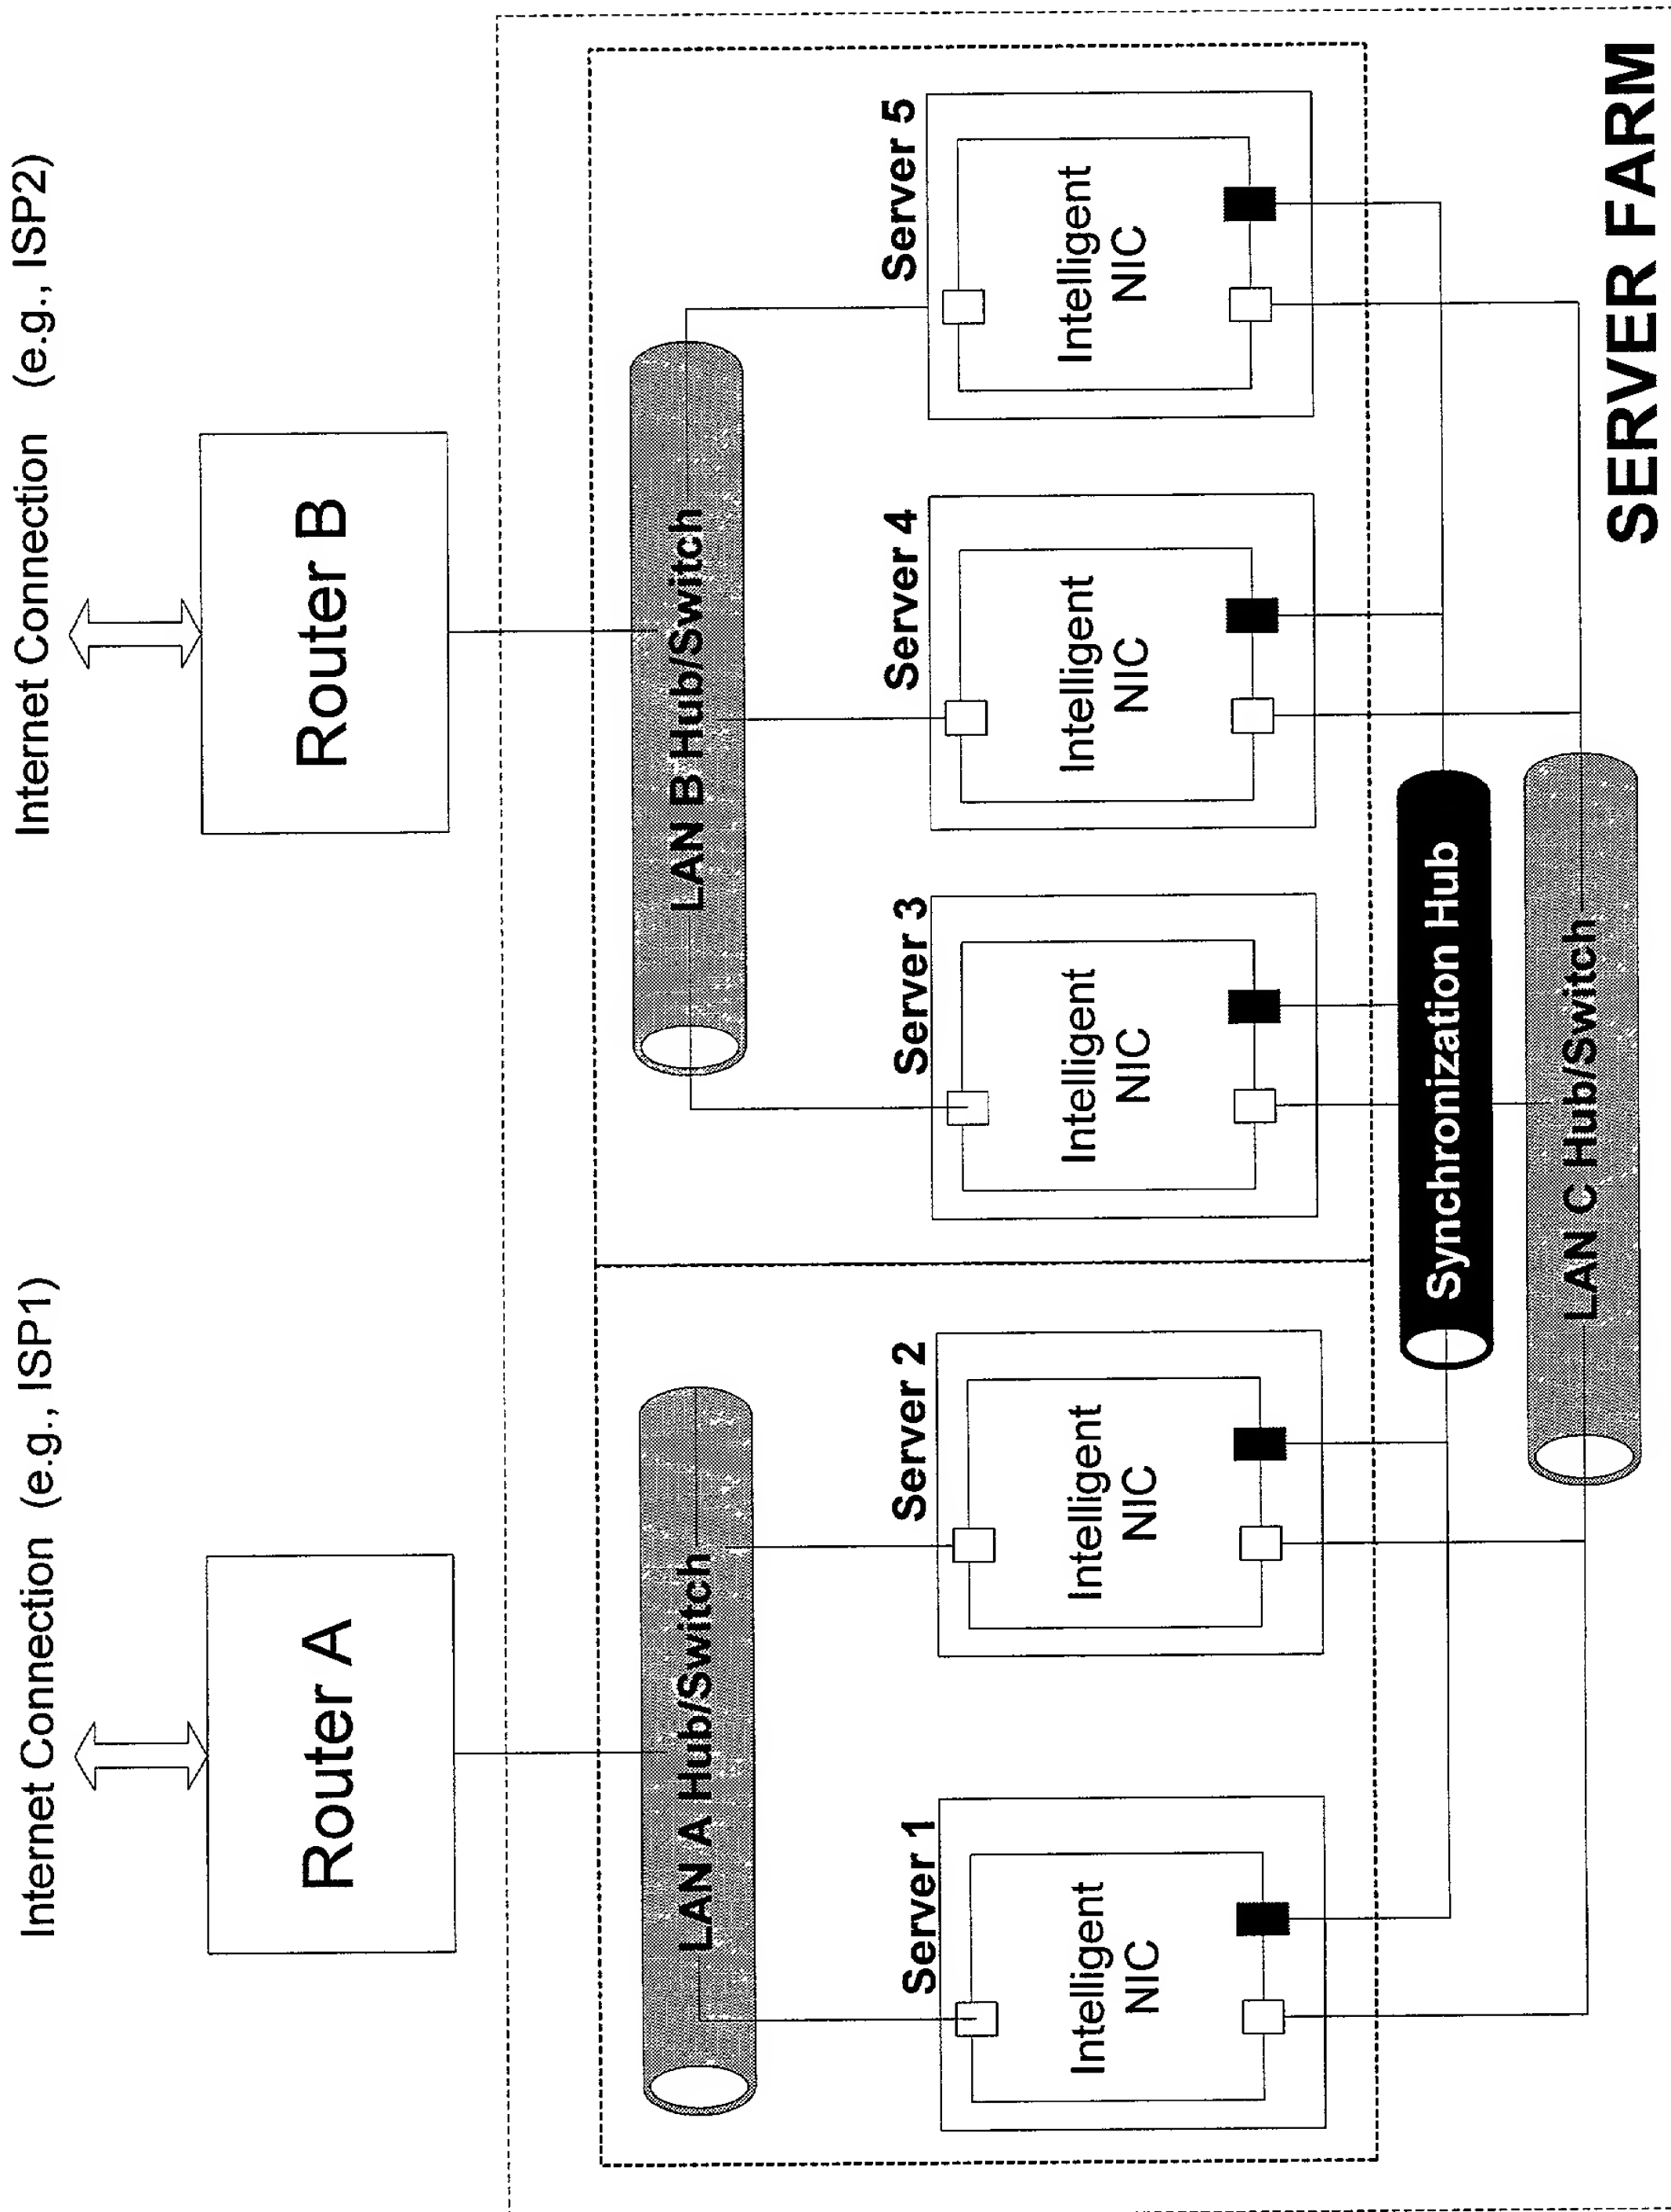 Internet Connection (e.g., ISP1)
Internet Connection (e.g., ISP2)
Router A
Router B
LAN A Hub/Switch
LAN B Hub/Switch
Server 1
Server 2
Server 3
Server 4
Server 5
Intelligent
NIC
Intelligent
NIC
Intelligent
NIC
Intelligent
NIC
Intelligent
NIC
Synchronization Hub
LAN C Hub/Switch
SERVER FARM